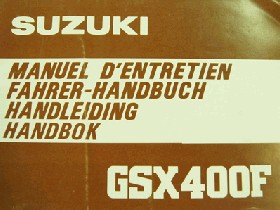 SUZUKI
MANUEL D'ENTRETIEN
FAHRER-HANDBUCH
HANDLEIDING
HANDBOK
GSX400F